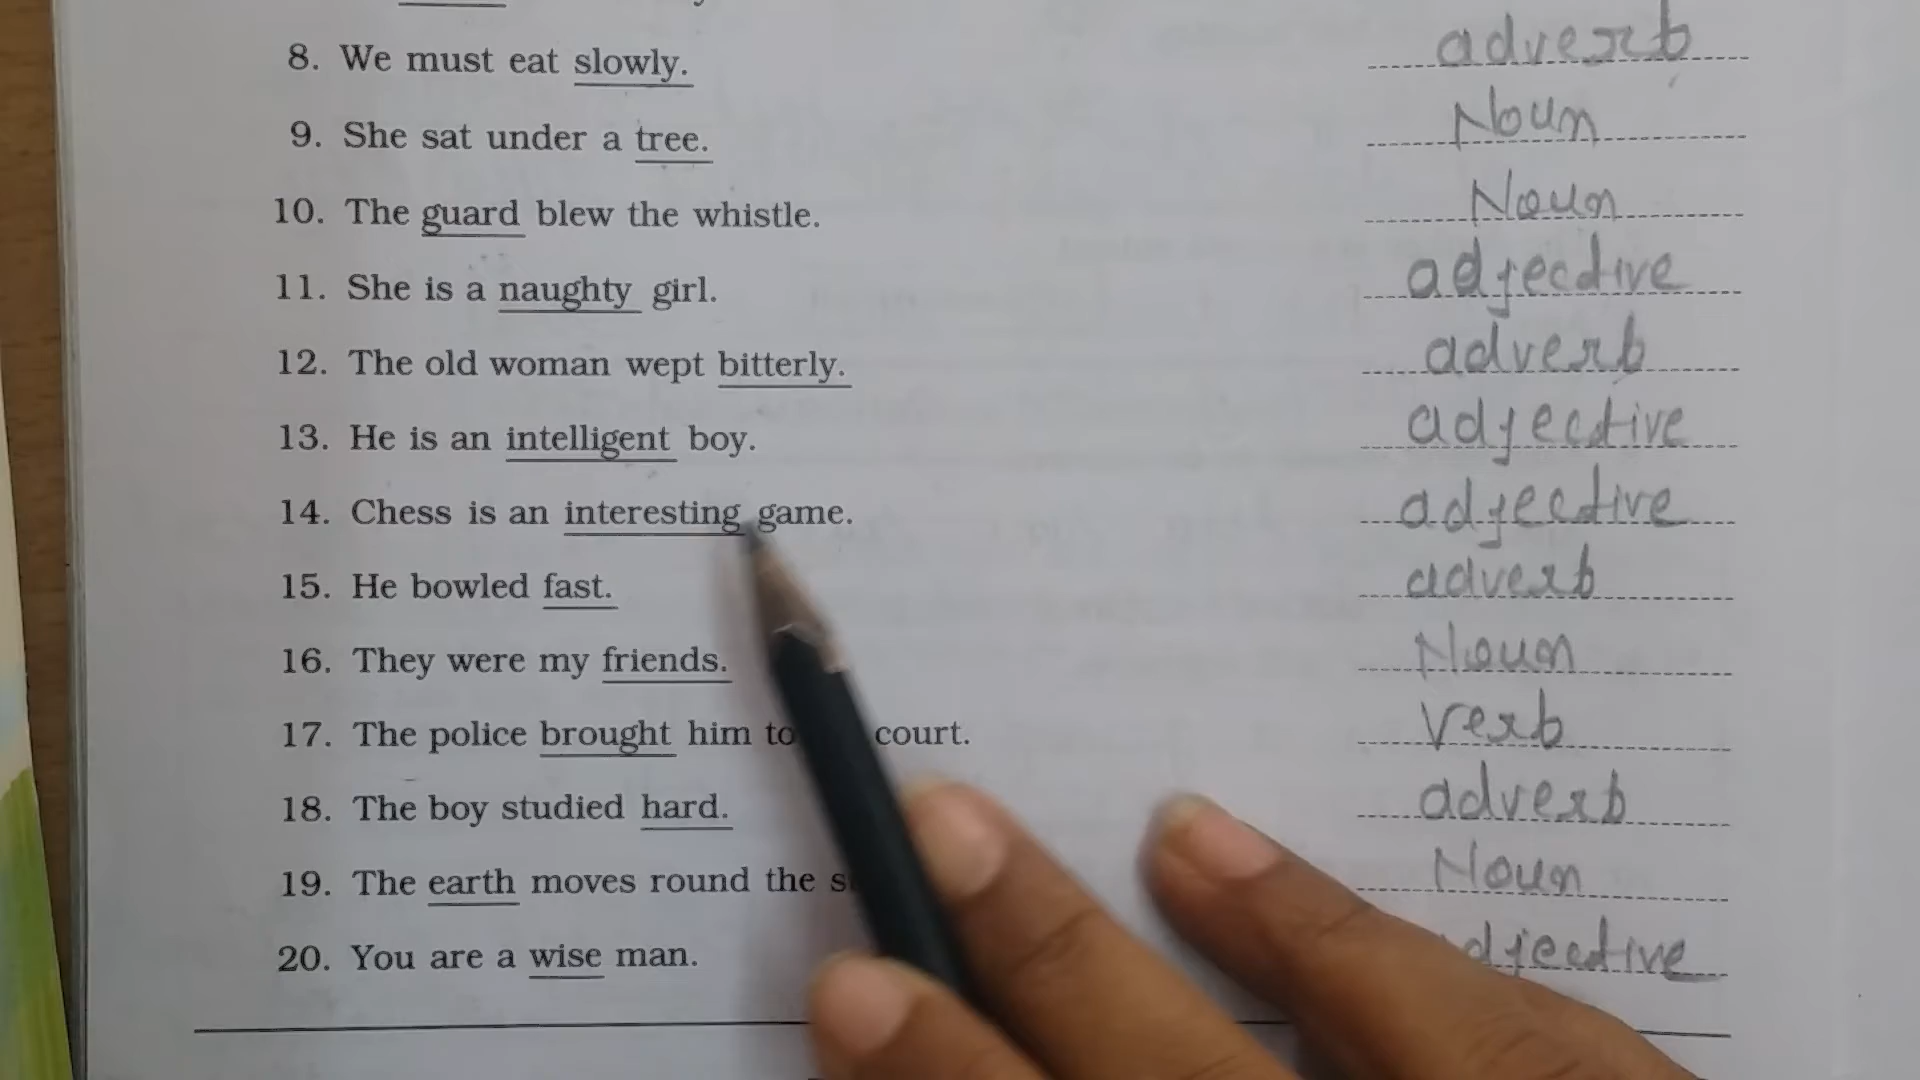 8. We must eat slowly. adverb
9. She sat under a tree. Noun
10. The guard blew the whistle. Noun
11. She is a naughty girl. adjective
12. The old woman wept bitterly. adverb
13. He is an intelligent boy. adjective
14. Chess is an interesting game. adjective
15. He bowled fast. adverb
16. They were my friends. Noun
17. The police brought him to court. verb
18. The boy studied hard. adverb
19. The earth moves round the Noun
20. You are a wise man. djective